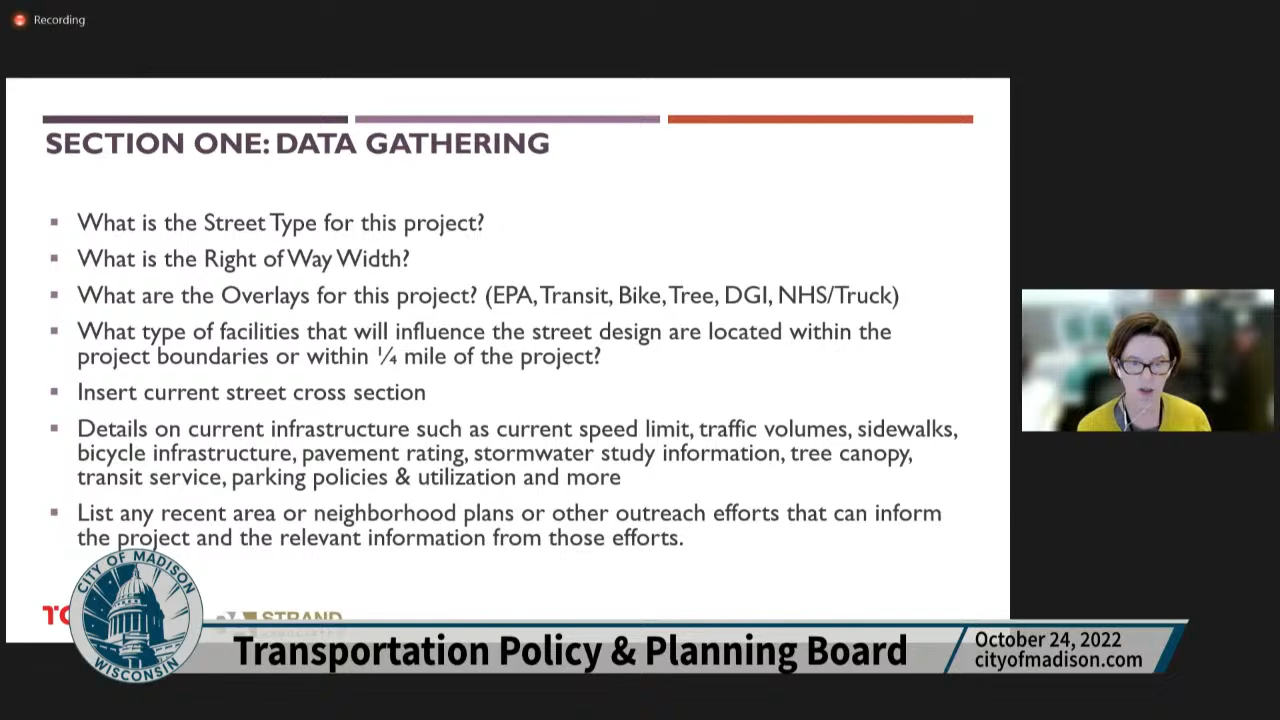 Recording
SECTION ONE: DATA GATHERING
What is the Street Type for this project?
What is the Right of Way Width?
What are the Overlays for this project? (EPA, Transit, Bike, Tree, DGI, NHS/Truck)
What type of facilities that will influence the street design are located within the
project boundaries or within ¼ mile of the project?
Insert current street cross section
Details on current infrastructure such as current speed limit, traffic volumes, sidewalks,
bicycle infrastructure, pavement rating, stormwater study information, tree canopy,
transit service, parking policies & utilization and more
List any recent area or neighborhood plans or other outreach efforts that can inform
the project and the relevant information from those efforts.
STRAND
CITY OF MADISON
WISCONSIN
Transportation Policy & Planning Board
October 24, 2022
cityofmadison.com